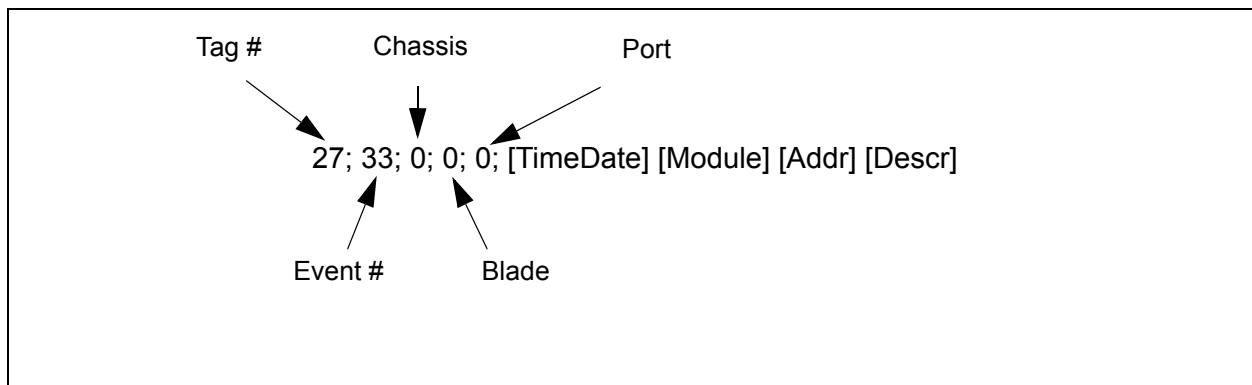 Tag # Chassis Port
27; 33; 0; 0; 0; [TimeDate] [Module] [Addr] [Descr]
Event # Blade